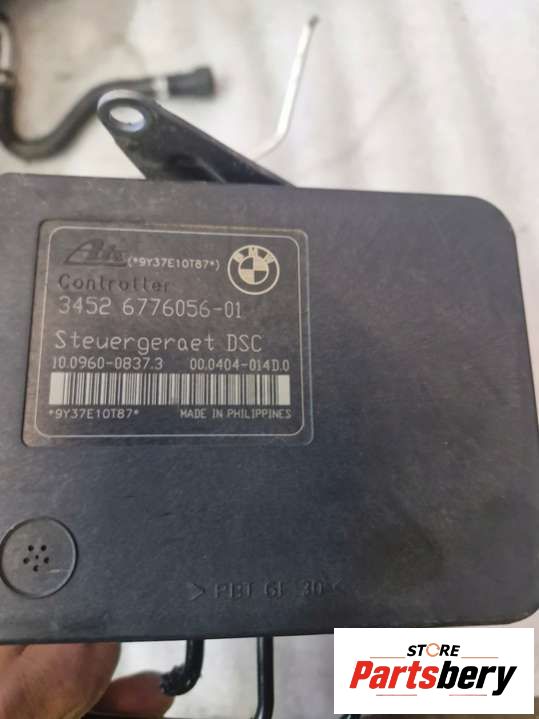 Ate (*9Y37E10T87*) BMW
Controller
3452 6776056-01
Steuergeraet DSC
10.0960-0837.3 00.0404-014D.0
*9Y37E10T87* MADE IN PHILIPPINES
>PBT GF 30<
STORE
Partsbery